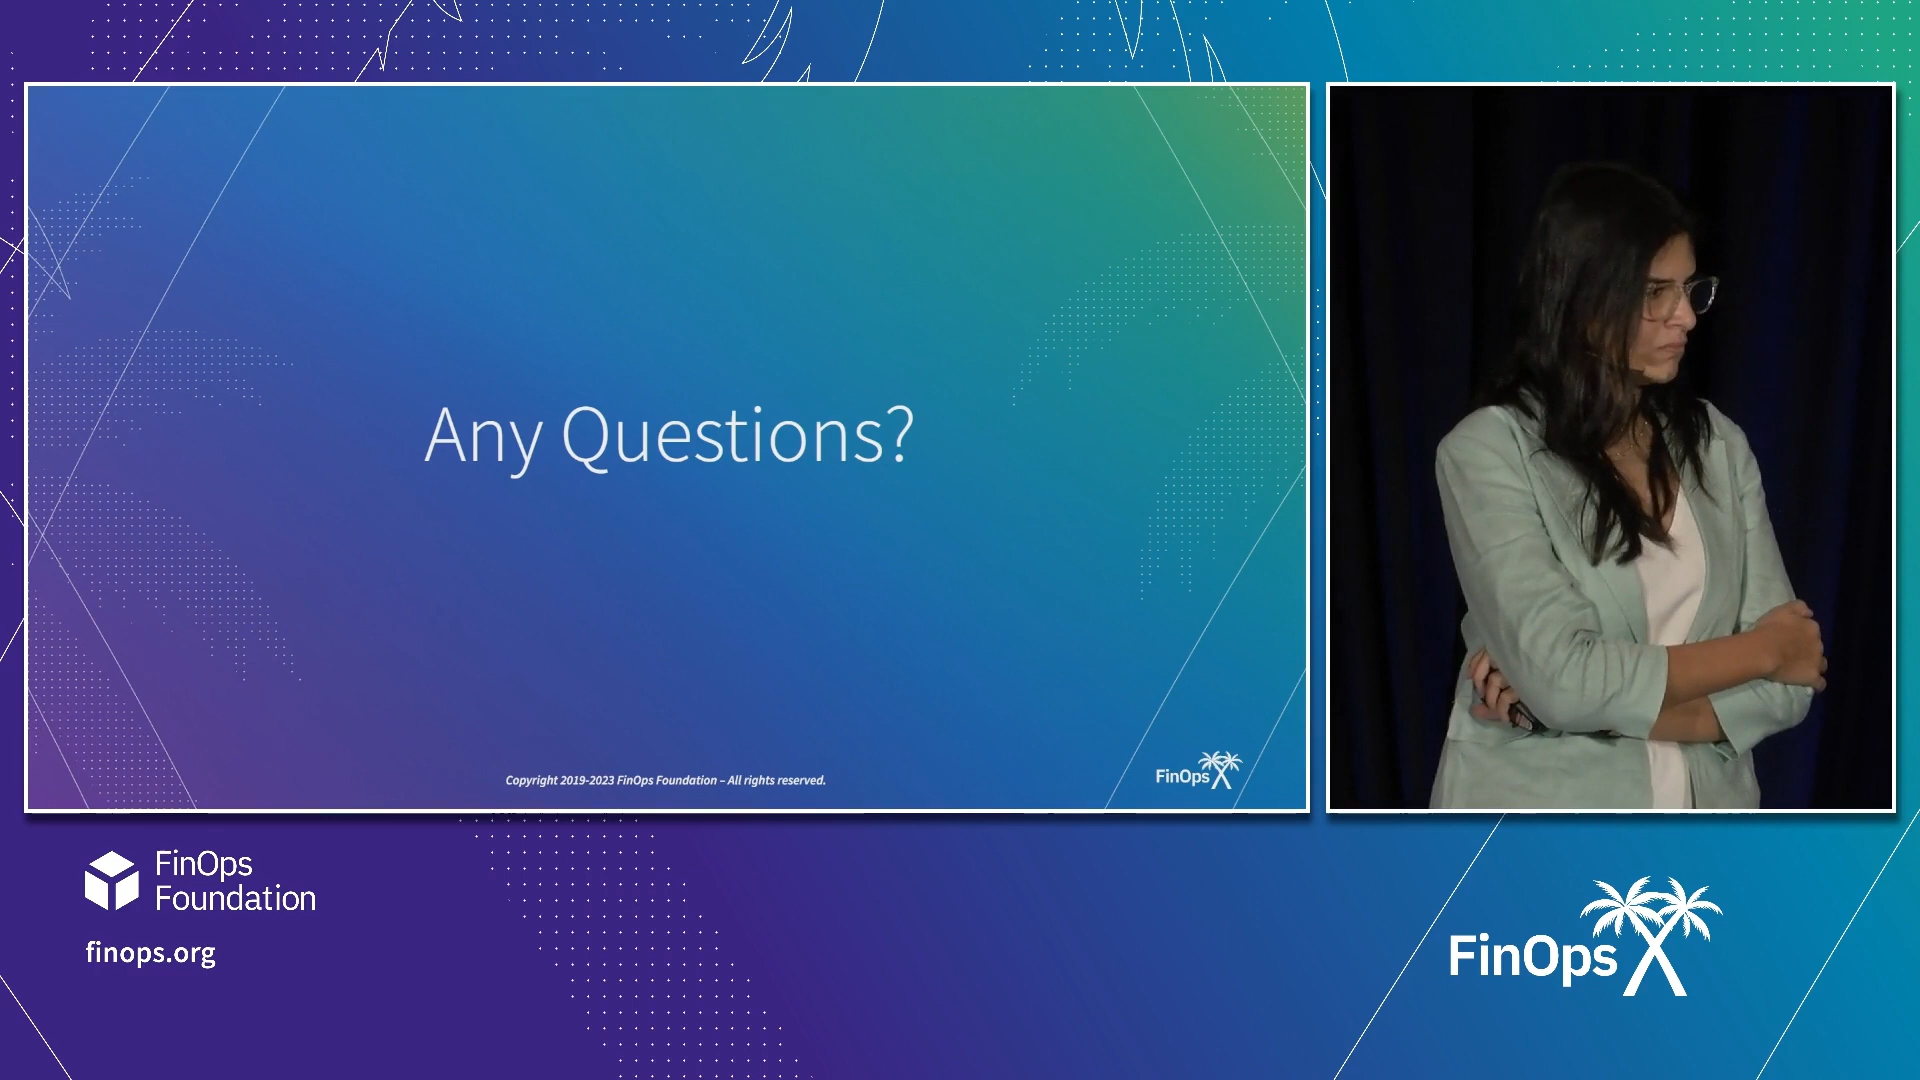 Any Questions?
Copyright 2019-2023 FinOps Foundation – All rights reserved.
FinOps X
FinOps
Foundation
finops.org
FinOps X